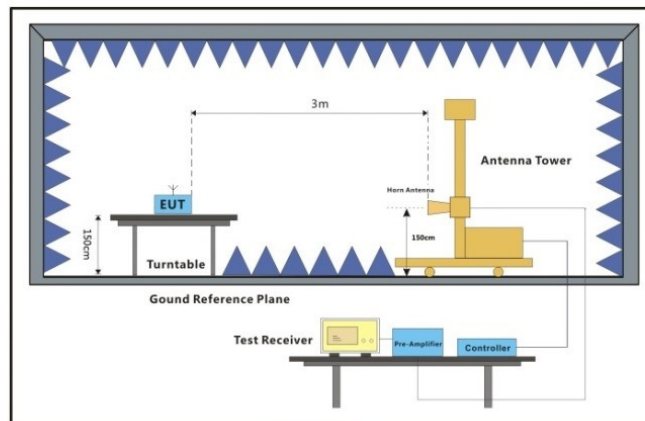 3m
Antenna Tower
Horn Antenna
EUT
150cm
150cm
Turntable
Gound Reference Plane
Test Receiver
Pre-Amplifier
Controller